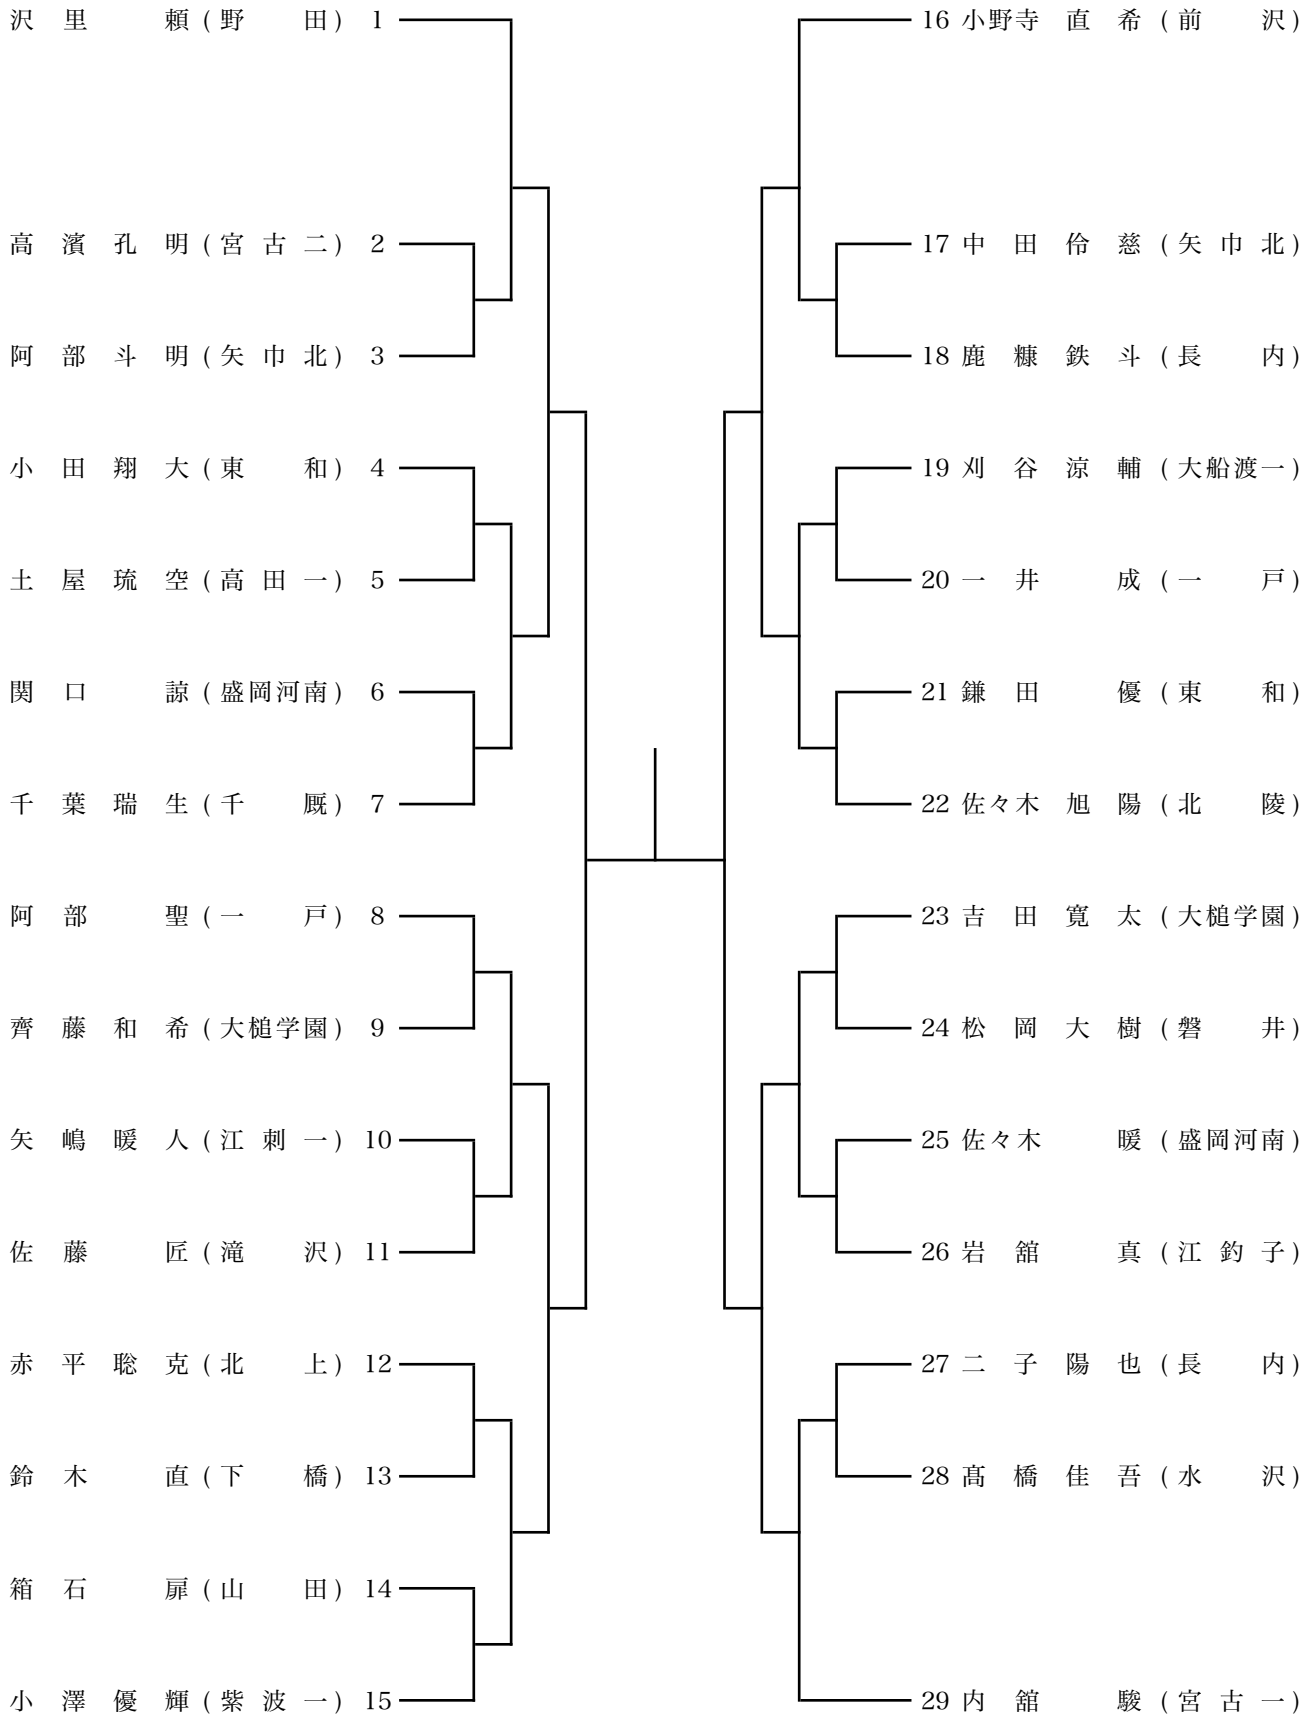 沢里 頼(野田) 1
高濱孔明(宮古二) 2
阿部斗明(矢巾北) 3
小田翔大(東和) 4
土屋琉空(高田一) 5
関口 諒(盛岡河南) 6
千葉瑞生(千厩) 7
阿部 聖(一戸) 8
齊藤和希(大槌学園) 9
矢嶋暖人(江刺一) 10
佐藤 匠(滝沢) 11
赤平聡克(北上) 12
鈴木 直(下橋) 13
箱石 扉(山田) 14
小澤優輝(紫波一) 15
16 小野寺直希(前沢)
17 中田伶慈(矢巾北)
18 鹿糠鉄斗(長内)
19 刈谷涼輔(大船渡一)
20 一井 成(一戸)
21 鎌田 優(東和)
22 佐々木旭陽(北陵)
23 吉田寛太(大槌学園)
24 松岡大樹(磐井)
25 佐々木 暖(盛岡河南)
26 岩舘 真(江釣子)
27 二子陽也(長内)
28 髙橋佳吾(水沢)
29 内舘 駿(宮古一)